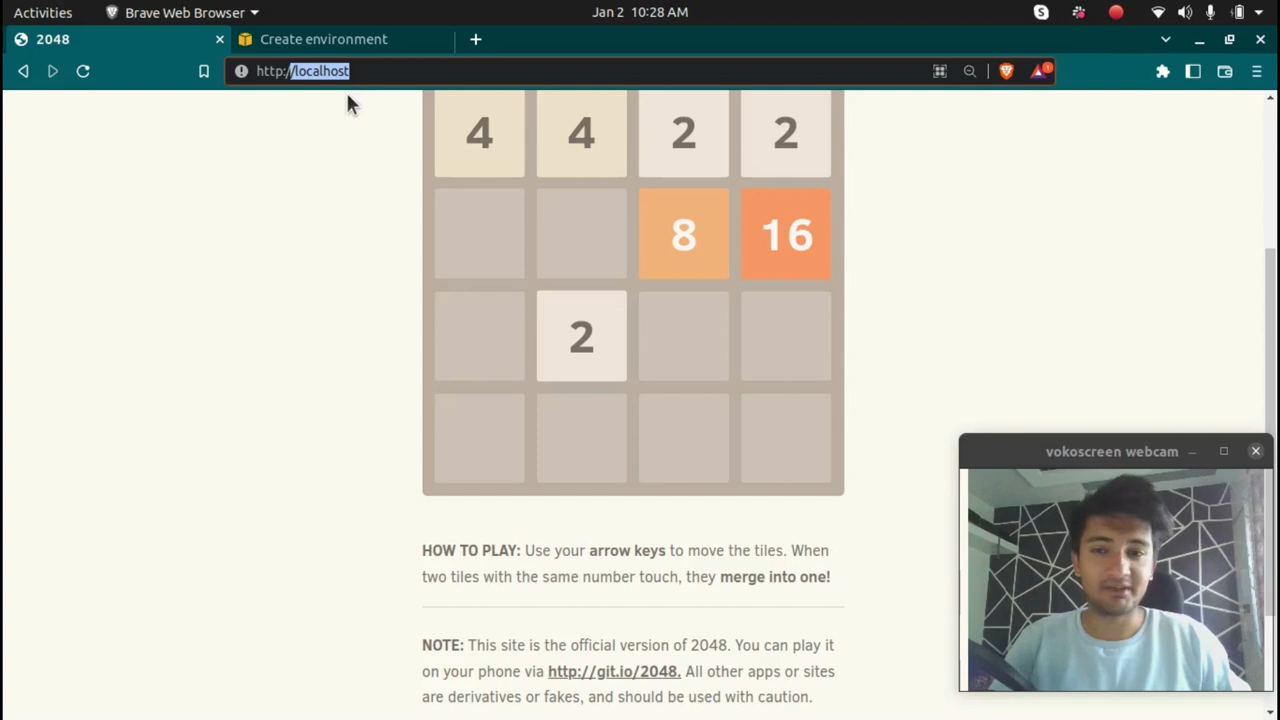 Activities Brave Web Browser Jan 2 10:28 AM
2048 Create environment
http://localhost 1
4 4 2 2
8 16
2
HOW TO PLAY: Use your arrow keys to move the tiles. When
two tiles with the same number touch, they merge into one!
NOTE: This site is the official version of 2048. You can play it
on your phone via http://git.io/2048. All other apps or sites
are derivatives or fakes, and should be used with caution.
vokoscreen webcam